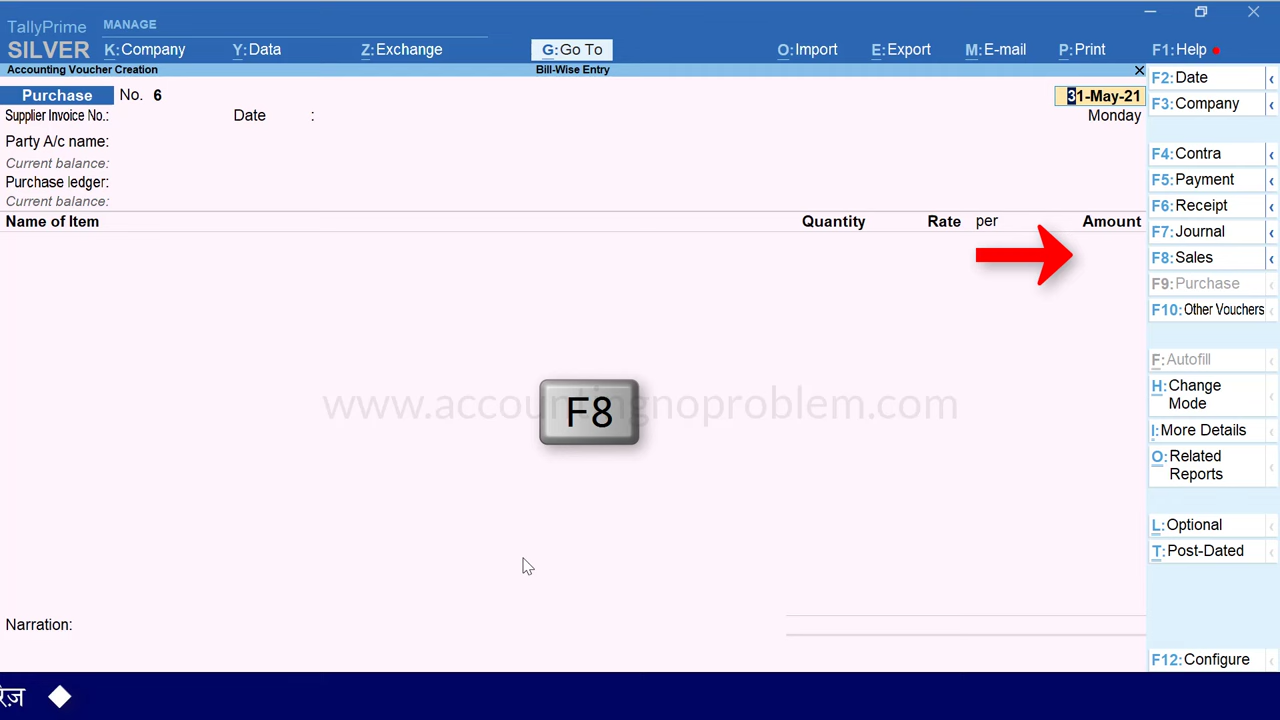 TallyPrime MANAGE
SILVER K:Company Y:Data Z:Exchange G:Go To O:Import E:Export M:E-mail P:Print F1:Help
Accounting Voucher Creation Bill-Wise Entry
Purchase No. 6 31-May-21
Supplier Invoice No.: Date : Monday
Party A/c name:
Current balance:
Purchase ledger:
Current balance:
Name of Item Quantity Rate per Amount
Narration:
F2:Date
F3:Company
F4:Contra
F5:Payment
F6:Receipt
F7:Journal
F8:Sales
F9:Purchase
F10:Other Vouchers
F:Autofill
H:Change
Mode
I:More Details
O:Related
Reports
L:Optional
T:Post-Dated
F12:Configure
www.accountingnoproblem.com
F8